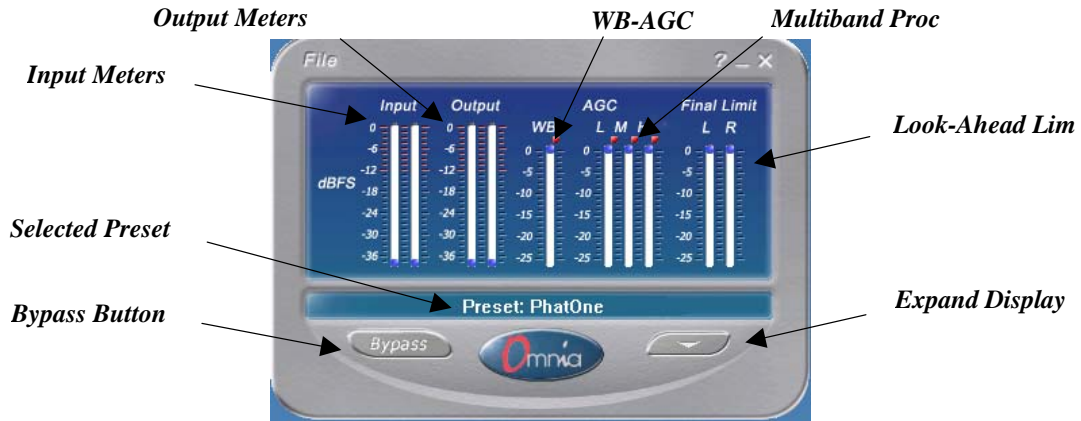 Output Meters
WB-AGC
Multiband Proc
Input Meters
File
? _ X
Input Output AGC Final Limit
WB L M H L R
0 0 0 0 0
-6 -6 -5 -5 -5
-12 -12 -10 -10 -10
dBFS
-18 -18 -15 -15 -15
-24 -24 -20 -20 -20
-30 -30 -25 -25 -25
-36 -36
Look-Ahead Lim
Selected Preset
Preset: PhatOne
Bypass Button
Expand Display
Bypass
Omnia